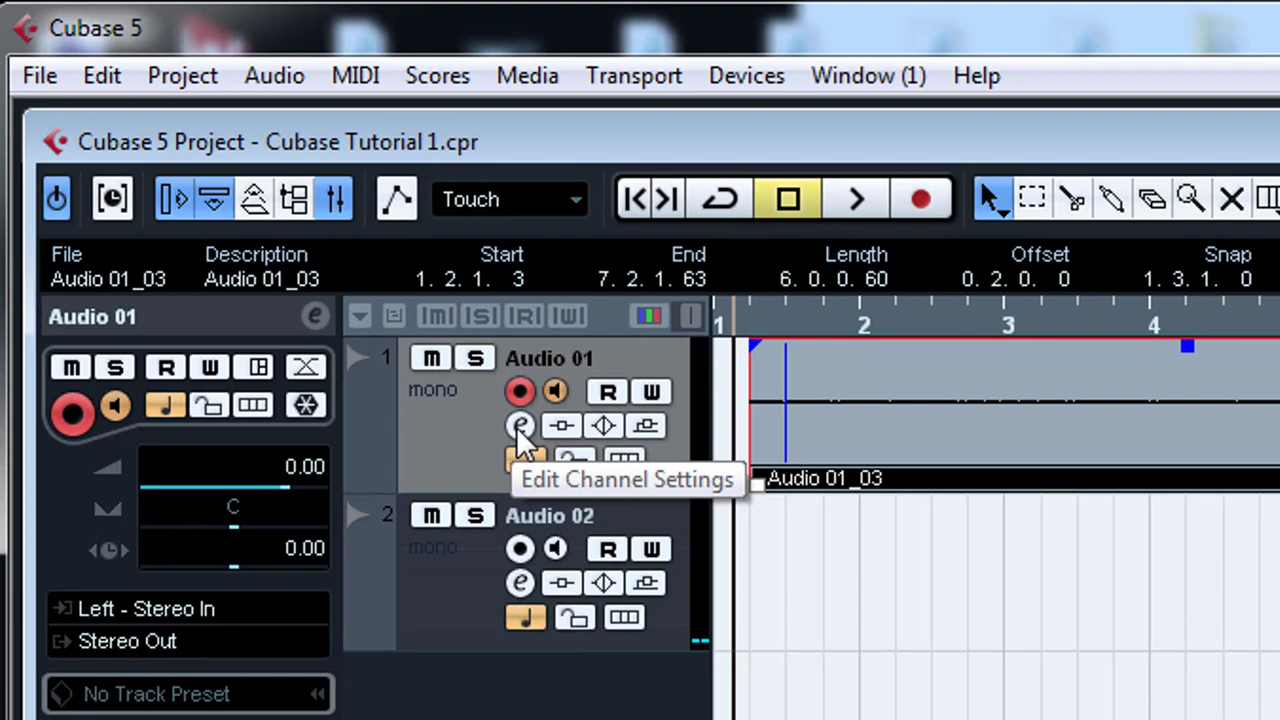 Cubase 5
File Edit Project Audio MIDI Scores Media Transport Devices Window (1) Help
Cubase 5 Project - Cubase Tutorial 1.cpr
Touch
File Description Start End Length Offset Snap
Audio 01_03 Audio 01_03 1. 2. 1. 3 7. 2. 1. 63 6. 0. 0. 60 0. 2. 0. 0 1. 3. 1. 0
Audio 01 e [M] [S] [R] [W] 1 2 3 4
M S R W
1 M S Audio 01
mono R W
e
Edit Channel Settings
Audio 01_03
0.00
C
0.00
2 M S Audio 02
mono R W
e
Left - Stereo In
Stereo Out
No Track Preset